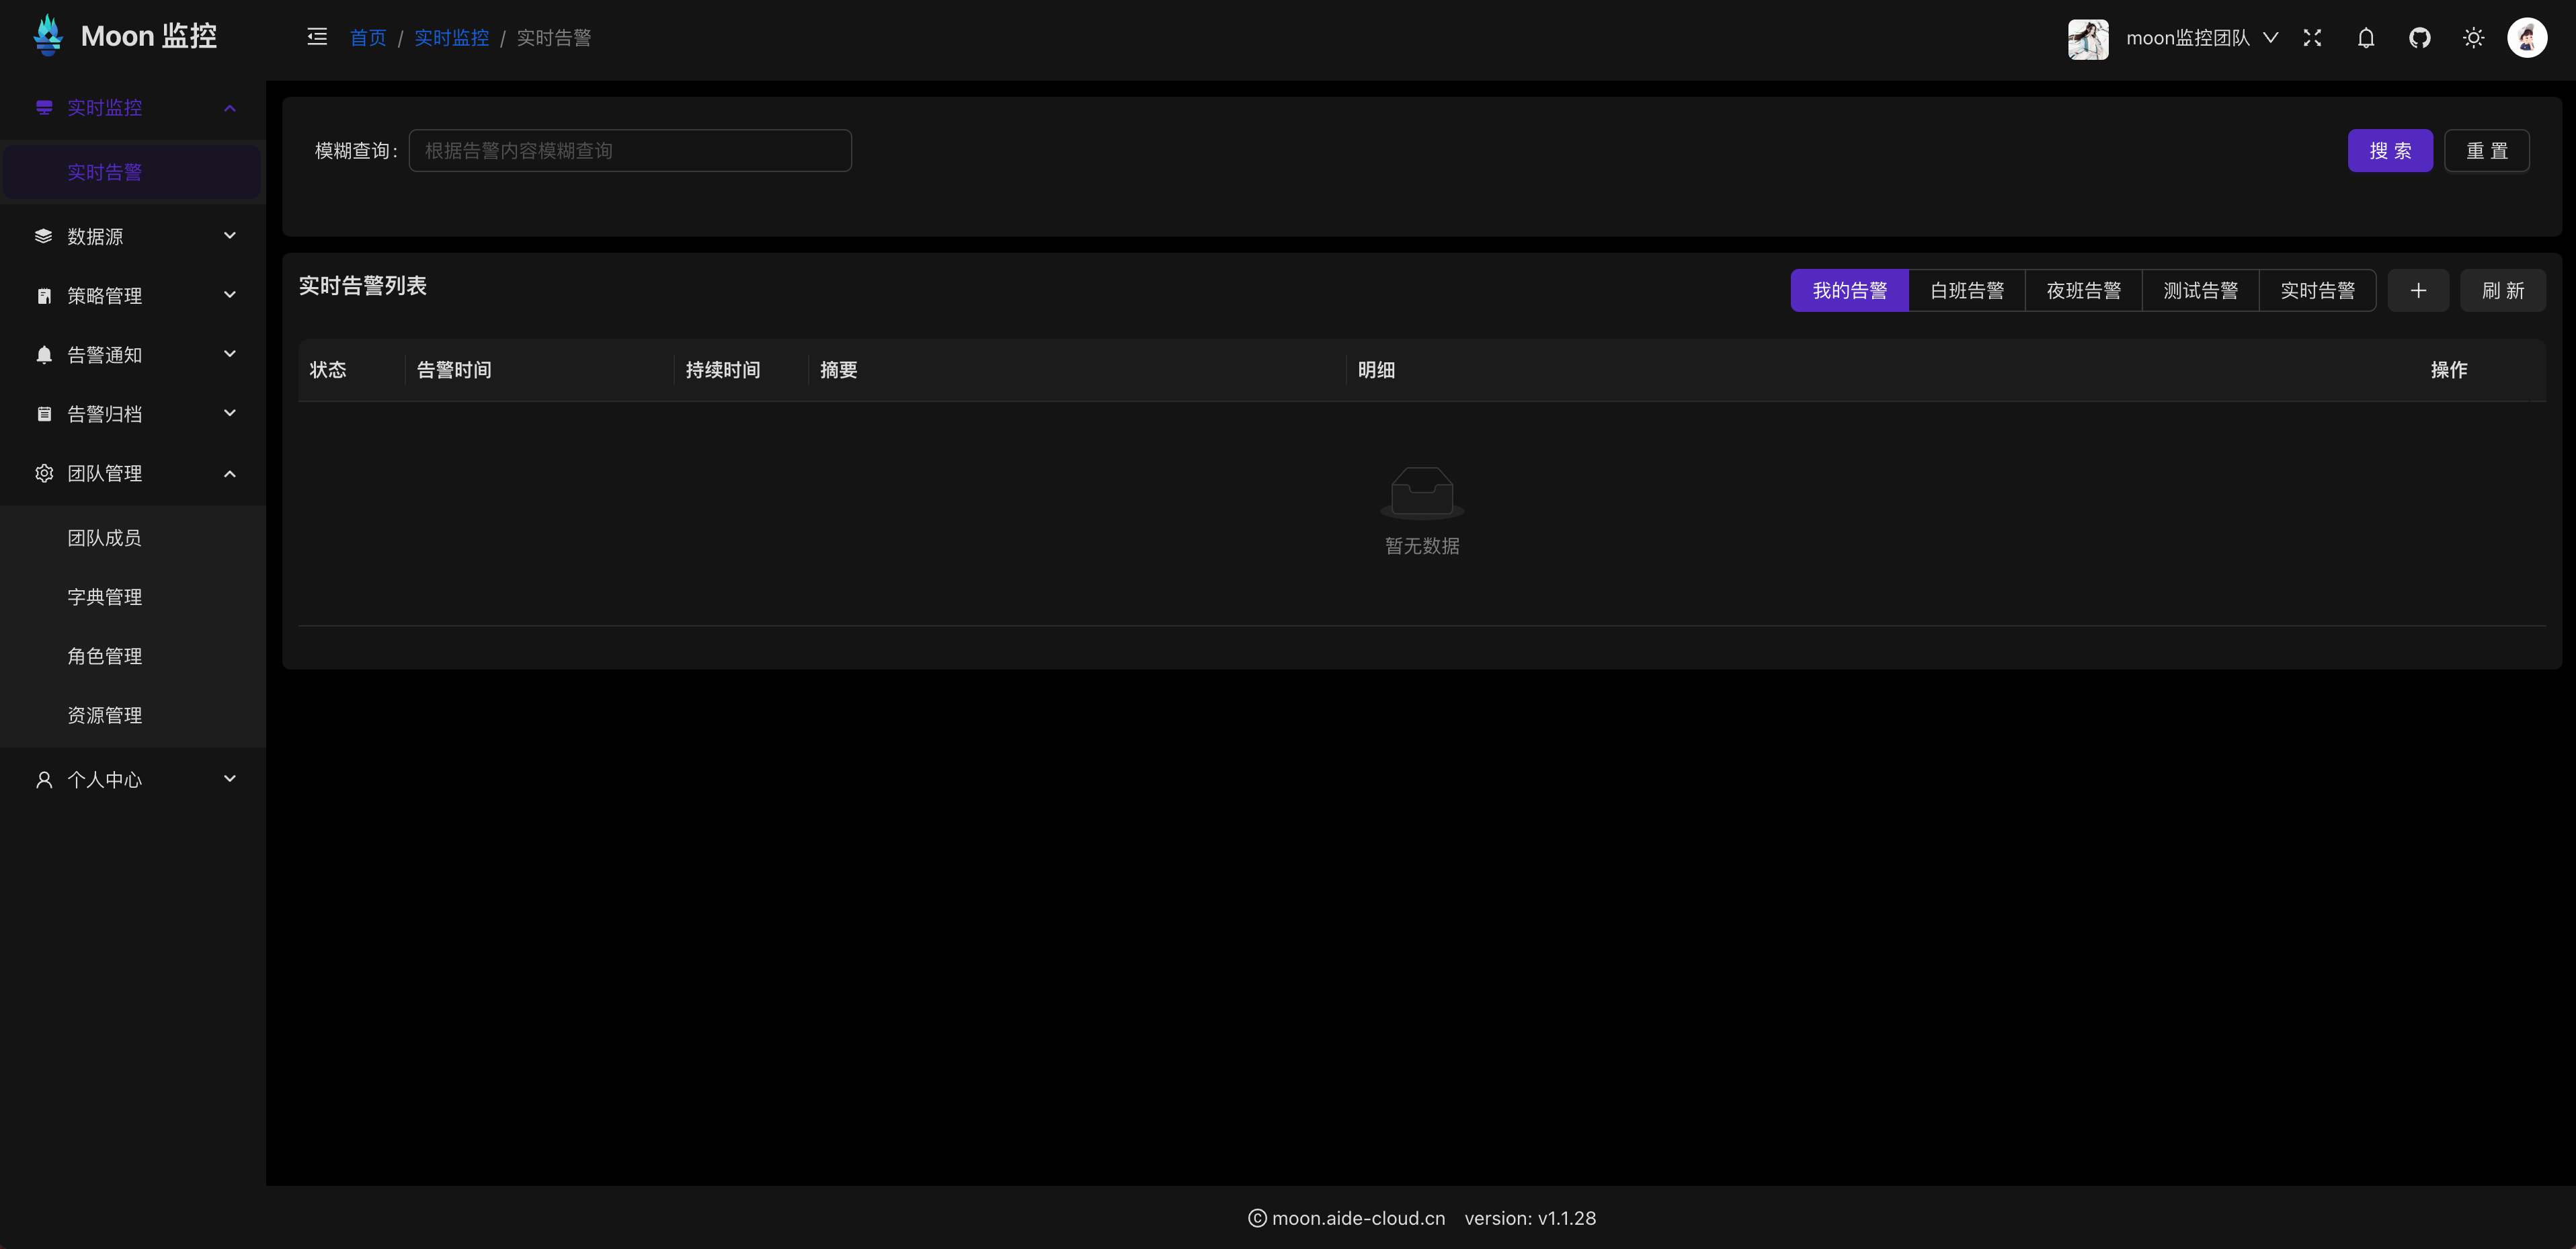 Moon 监控
首页 / 实时监控 / 实时告警
moon监控团队
实时监控
实时告警
数据源
策略管理
告警通知
告警归档
团队管理
团队成员
字典管理
角色管理
资源管理
个人中心
模糊查询: 根据告警内容模糊查询
搜 索 重 置
实时告警列表
我的告警 白班告警 夜班告警 测试告警 实时告警 + 刷 新
状态 告警时间 持续时间 摘要 明细 操作
暂无数据
© moon.aide-cloud.cn version: v1.1.28